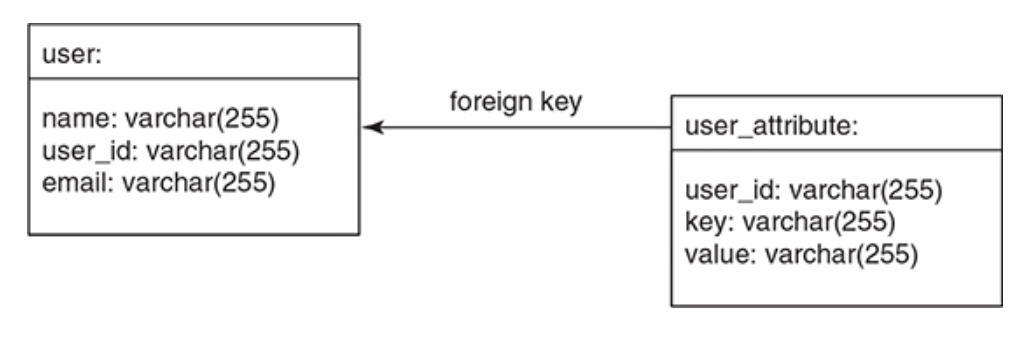 user:
name: varchar(255)
user_id: varchar(255)
email: varchar(255)
foreign key
user_attribute:
user_id: varchar(255)
key: varchar(255)
value: varchar(255)